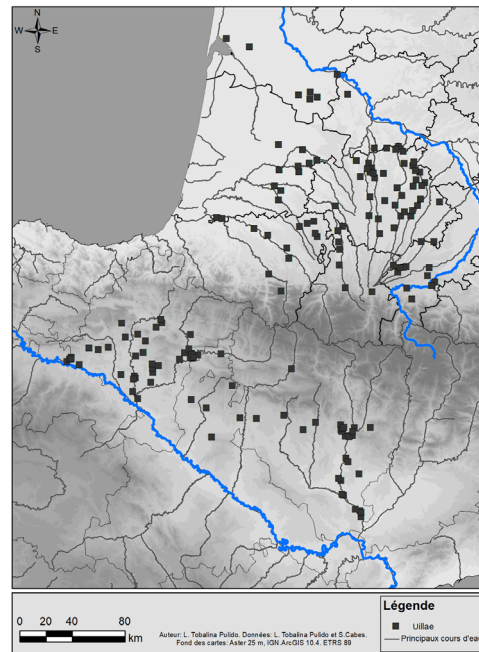 N
W E
S
0 20 40 80
km
Auteur: L. Tobalina Pulido. Données: L. Tobalina Pulido et S.Cabes.
Fond des cartes: Aster 25 m, IGN.ArcGIS 10.4. ETRS 89
Légende
Uillae
Principaux cours d'eau